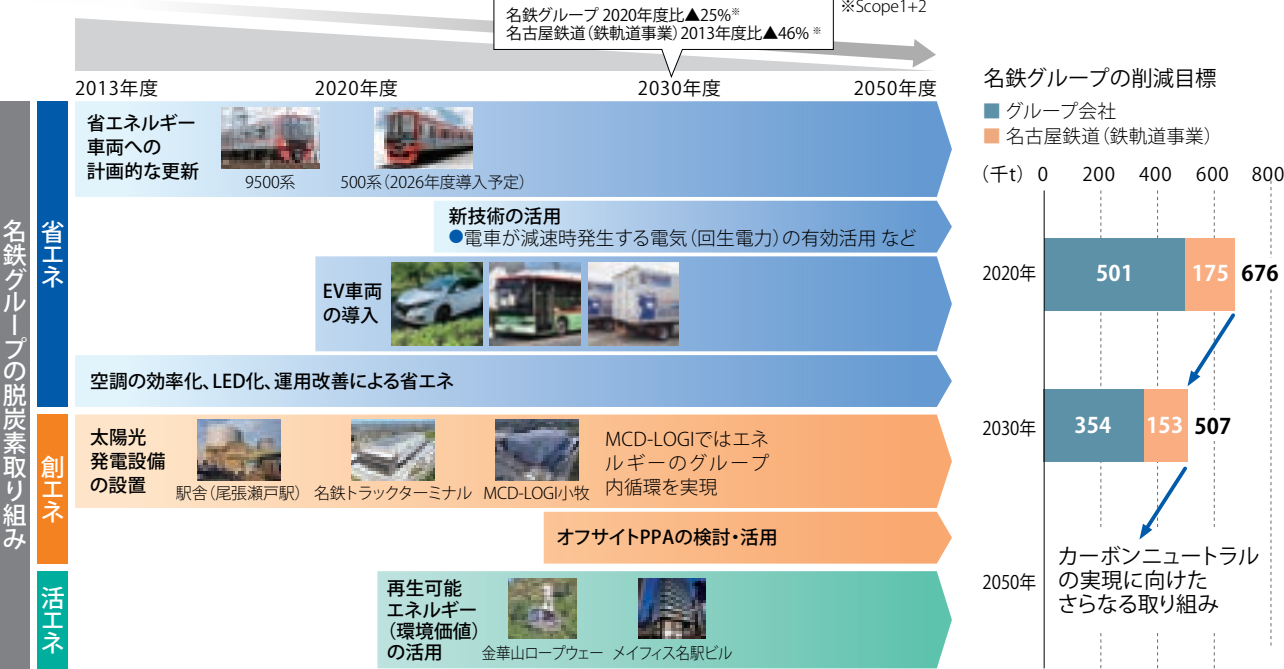 名鉄グループ 2020年度比▲25%※
名古屋鉄道（鉄軌道事業）2013年度比▲46%※
※Scope1+2
2013年度
2020年度
2030年度
2050年度
名鉄グループの脱炭素取り組み
省エネ
省エネルギー
車両への
計画的な更新
9500系
500系（2026年度導入予定）
新技術の活用
●電車が減速時発生する電気（回生電力）の有効活用 など
EV車両
の導入
空調の効率化、LED化、運用改善による省エネ
創エネ
太陽光
発電設備
の設置
駅舎（尾張瀬戸駅）
名鉄トラックターミナル
MCD-LOGI小牧
MCD-LOGIではエネ
ルギーのグループ
内循環を実現
オフサイトPPAの検討・活用
活エネ
再生可能
エネルギー
（環境価値）
の活用
金華山ロープウェー
メイフィス名駅ビル
名鉄グループの削減目標
■ グループ会社
■ 名古屋鉄道（鉄軌道事業）
（千t） 0 200 400 600 800
2020年 501 175 676
2030年 354 153 507
2050年
カーボンニュートラル
の実現に向けた
さらなる取り組み